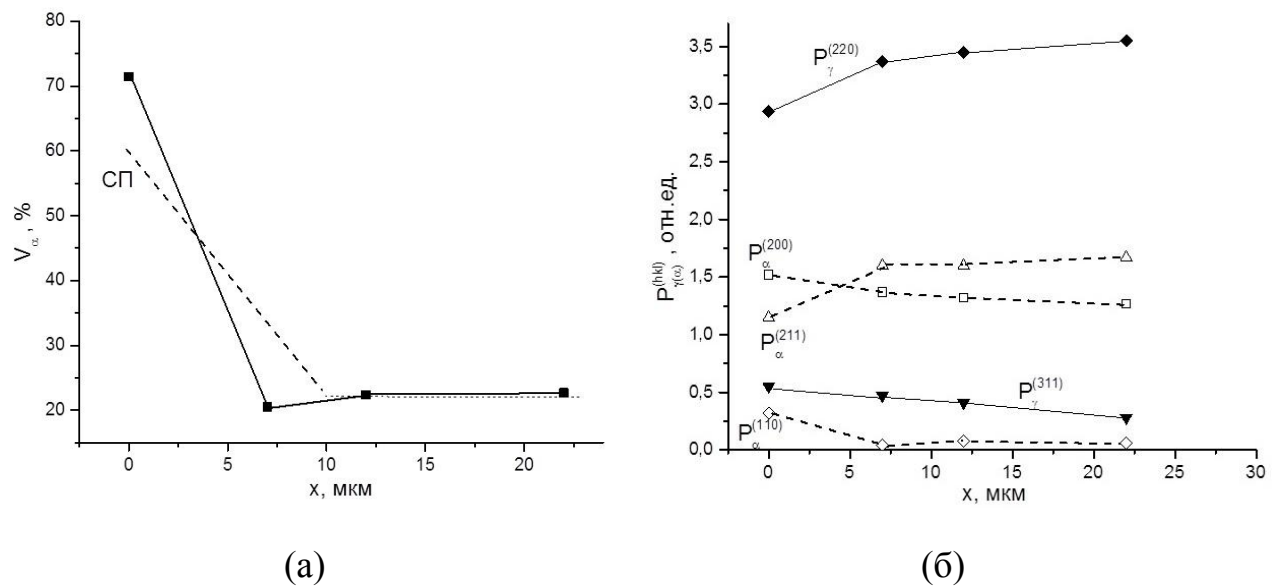 80
70
60
50
40
30
20
V_α , %
СП
0 5 10 15 20
x, мкм
(а)
3,5
3,0
2,5
2,0
1,5
1,0
0,5
0,0
P_γ(α)^(hkl) , отн.ед.
P_γ^(220)
P_α^(200)
P_α^(211)
P_γ^(311)
P_α^(110)
0 5 10 15 20 25 30
x, мкм
(б)